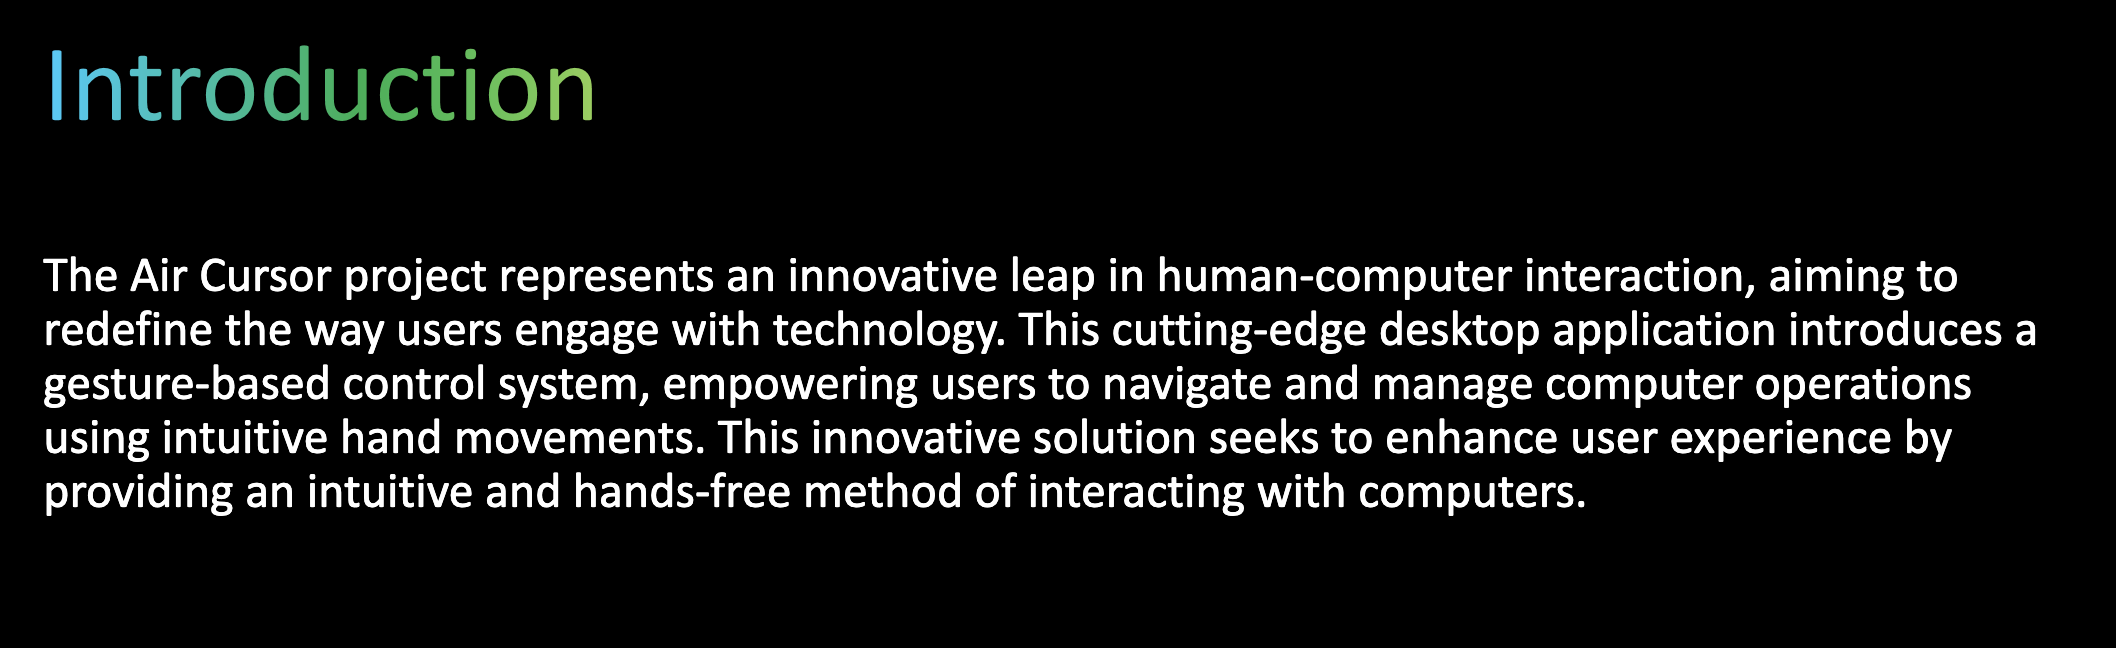 Introduction
The Air Cursor project represents an innovative leap in human-computer interaction, aiming to
redefine the way users engage with technology. This cutting-edge desktop application introduces a
gesture-based control system, empowering users to navigate and manage computer operations
using intuitive hand movements. This innovative solution seeks to enhance user experience by
providing an intuitive and hands-free method of interacting with computers.